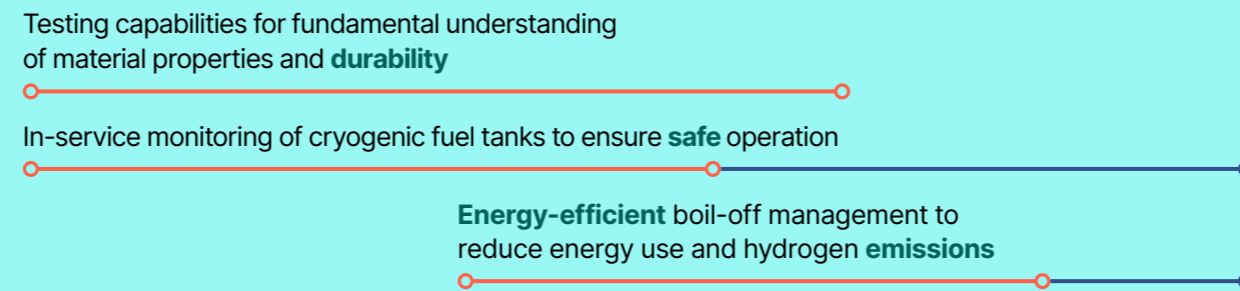 Testing capabilities for fundamental understanding
of material properties and durability
In-service monitoring of cryogenic fuel tanks to ensure safe operation
Energy-efficient boil-off management to
reduce energy use and hydrogen emissions